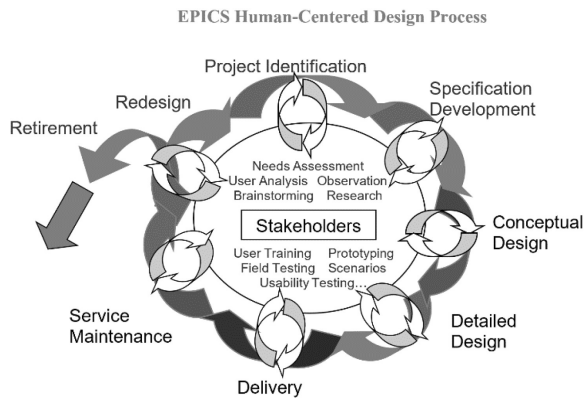 EPICS Human-Centered Design Process
Project Identification
Specification
Development
Redesign
Retirement
Needs Assessment
User Analysis Observation
Brainstorming Research
Stakeholders
Conceptual
Design
User Training Prototyping
Field Testing Scenarios
Usability Testing...
Service
Maintenance
Detailed
Design
Delivery